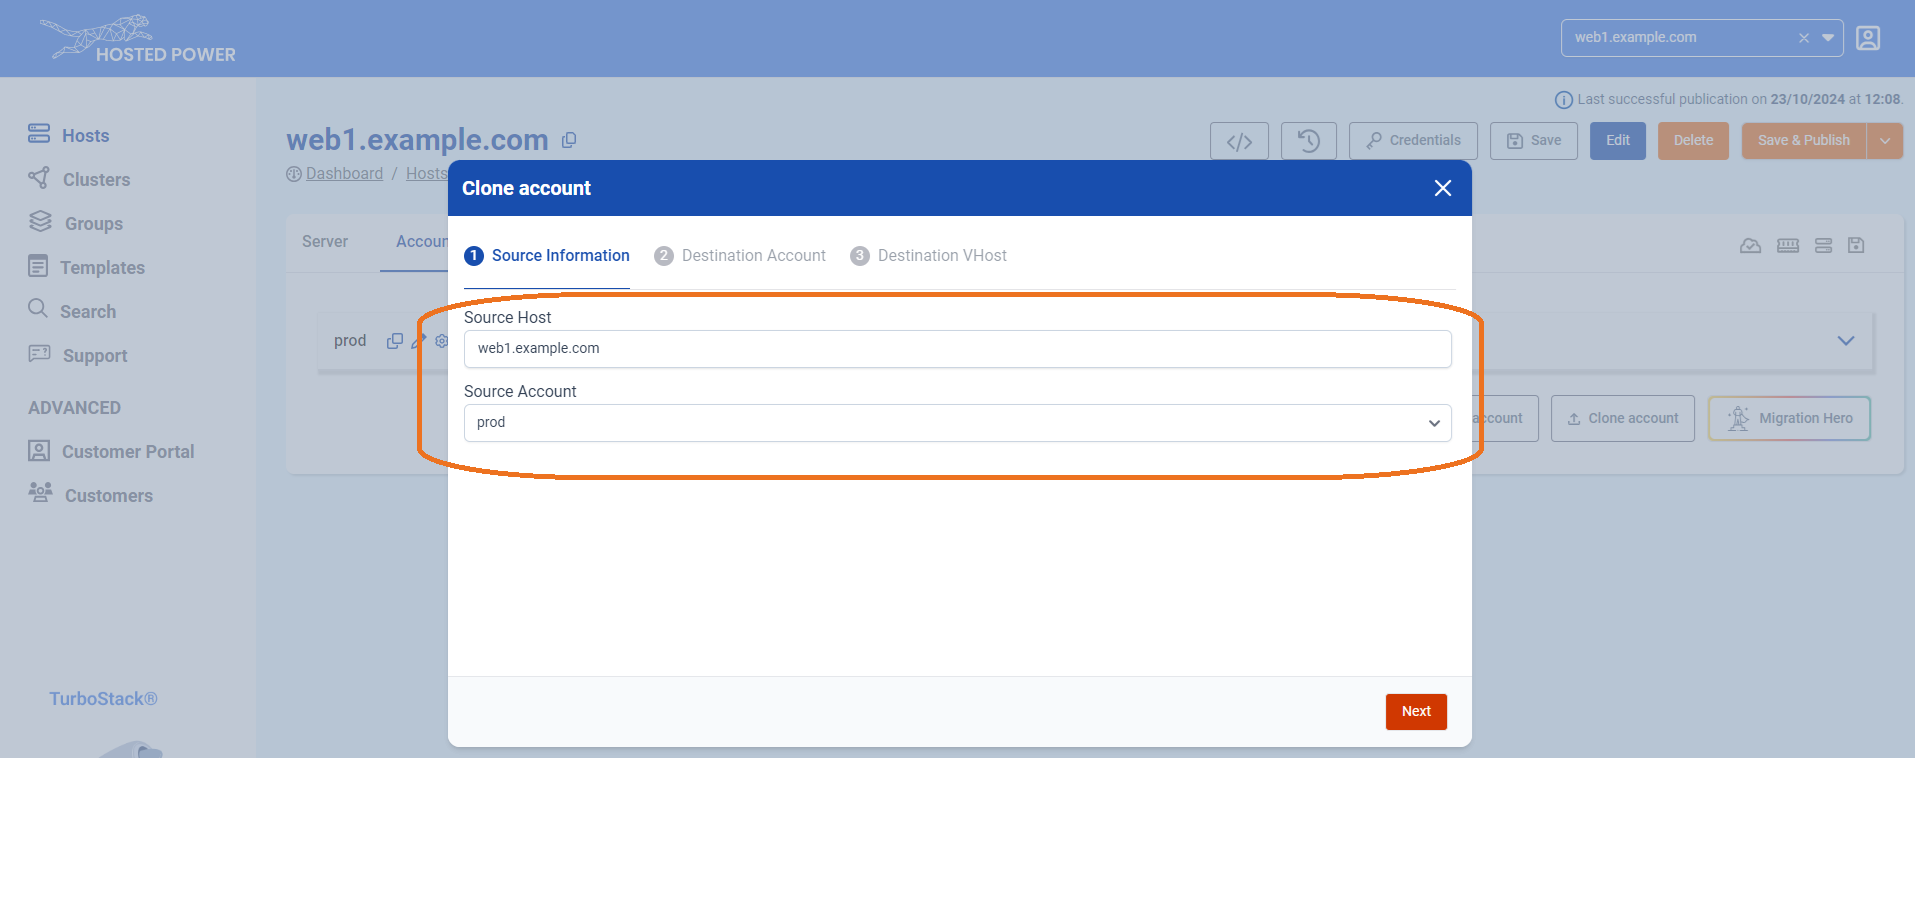 HOSTED POWER
web1.example.com
Last successful publication on 23/10/2024 at 12:08.
Hosts
Clusters
Groups
Templates
Search
Support
ADVANCED
Customer Portal
Customers
TurboStack®
web1.example.com
Credentials
Save
Edit
Delete
Save & Publish
Dashboard / Hosts
Server
Accoun
prod
account
Clone account
Migration Hero
Clone account
1 Source Information
2 Destination Account
3 Destination VHost
Source Host
web1.example.com
Source Account
prod
Next